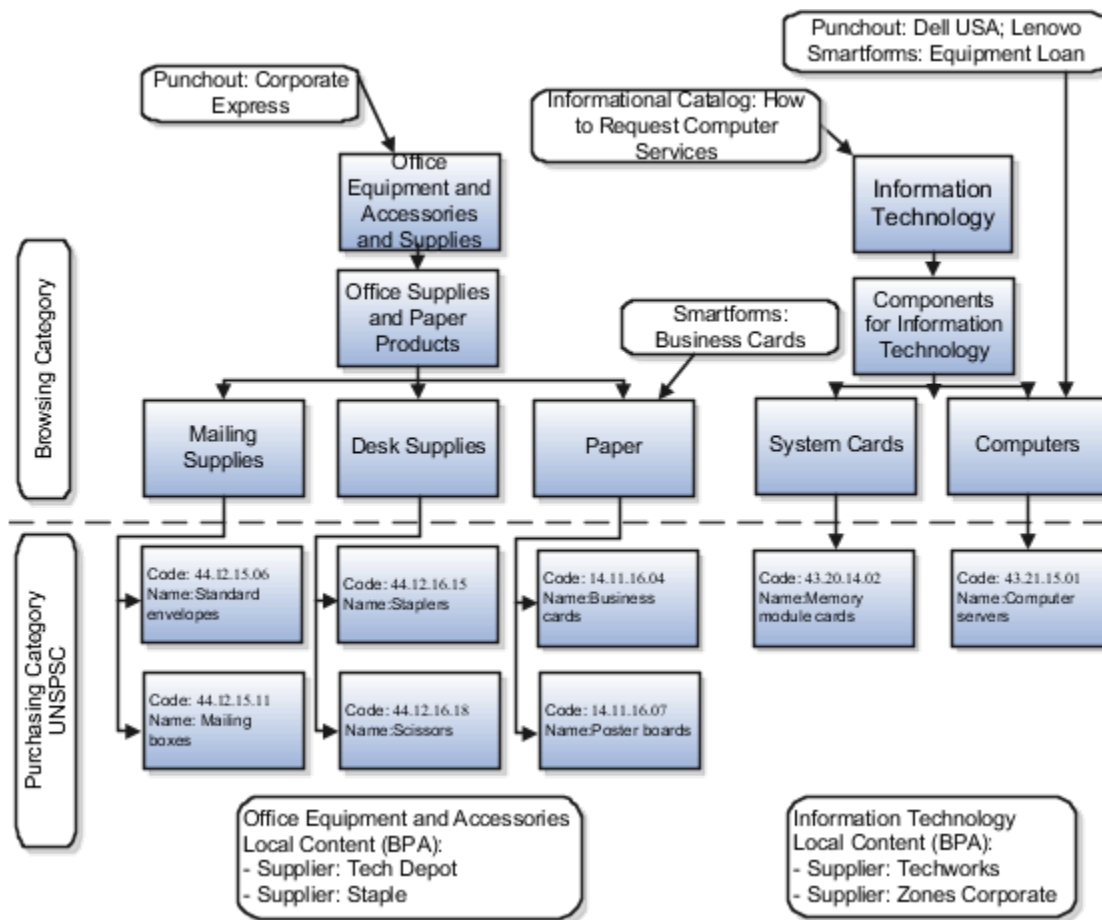 Punchout: Dell USA; Lenovo
Smartforms: Equipment Loan
Punchout: Corporate
Express
Informational Catalog: How
to Request Computer
Services
Office
Equipment and
Accessories
and Supplies
Information
Technology
Browsing Category
Office Supplies
and Paper
Products
Smartforms:
Business Cards
Components
for Information
Technology
Mailing
Supplies
Desk Supplies
Paper
System Cards
Computers
Purchasing Category
UNSPSC
Code: 44.12.15.06
Name:Standard
envelopes
Code: 44.12.16.15
Name:Staplers
Code: 14.11.16.04
Name:Business
cards
Code: 43.20.14.02
Name:Memory
module cards
Code: 43.21.15.01
Name:Computer
servers
Code: 44.12.15.11
Name: Mailing
boxes
Code: 44.12.16.18
Name:Scissors
Code: 14.11.16.07
Name:Poster boards
Office Equipment and Accessories
Local Content (BPA):
- Supplier: Tech Depot
- Supplier: Staple
Information Technology
Local Content (BPA):
- Supplier: Techworks
- Supplier: Zones Corporate